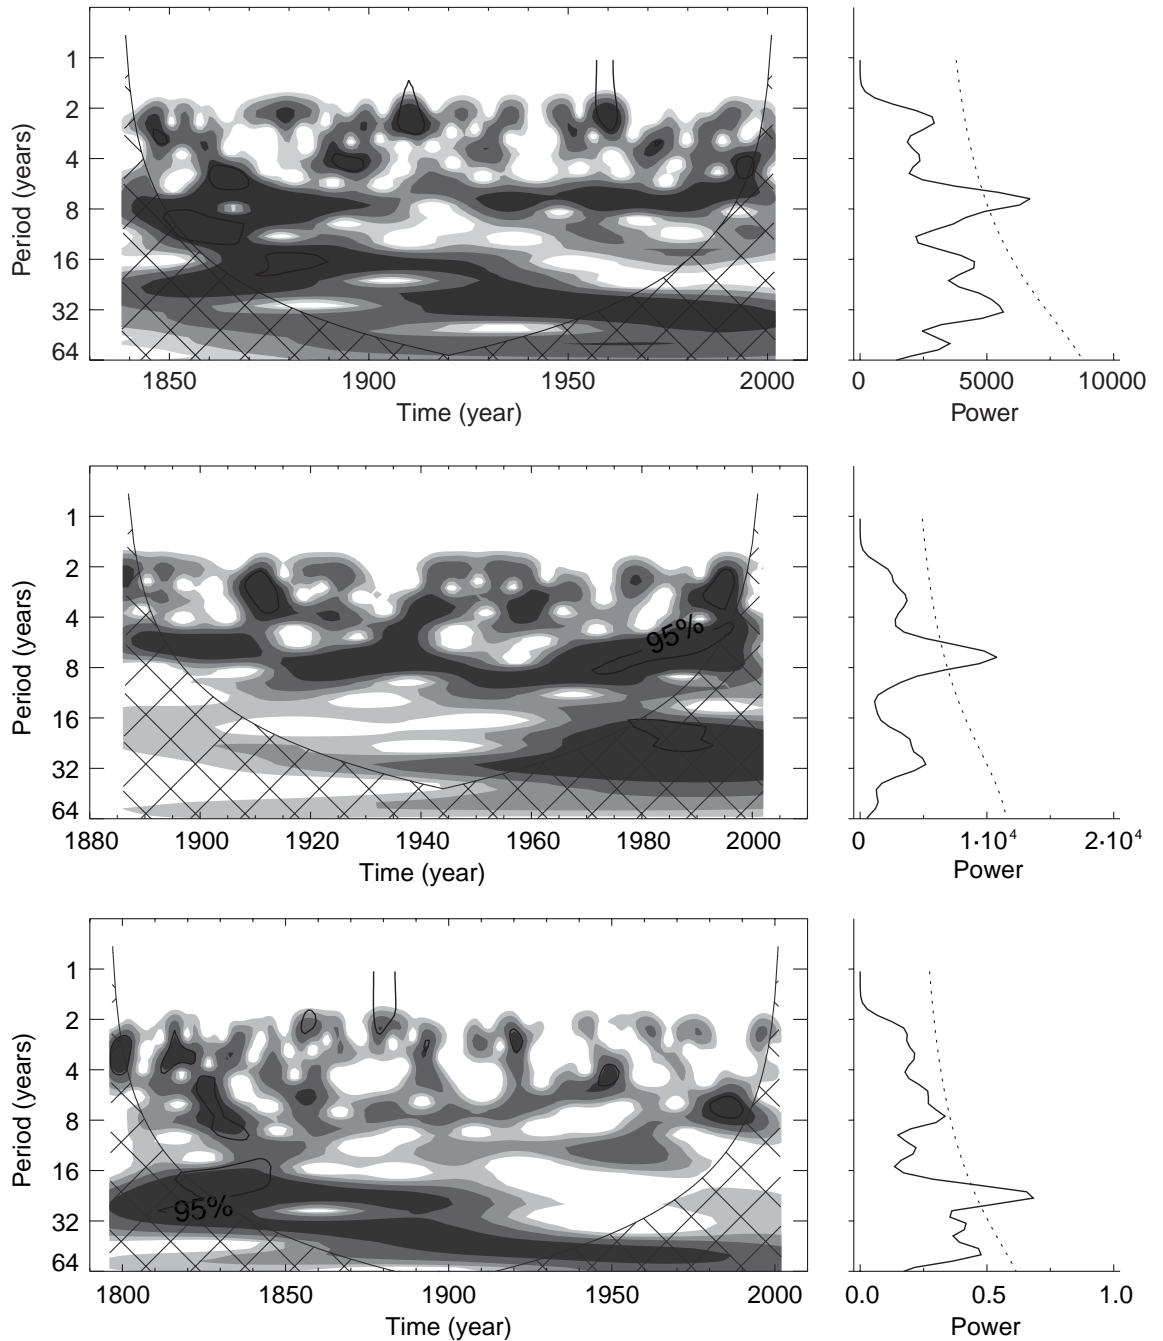 Period (years)
1
2
4
8
16
32
64
1850 1900 1950 2000
Time (year)
0 5000 10000
Power
Period (years)
1
2
4
8
16
32
64
95%
1880 1900 1920 1940 1960 1980 2000
Time (year)
0 1·10⁴ 2·10⁴
Power
Period (years)
1
2
4
8
16
32
64
95%
1800 1850 1900 1950 2000
Time (year)
0.0 0.5 1.0
Power